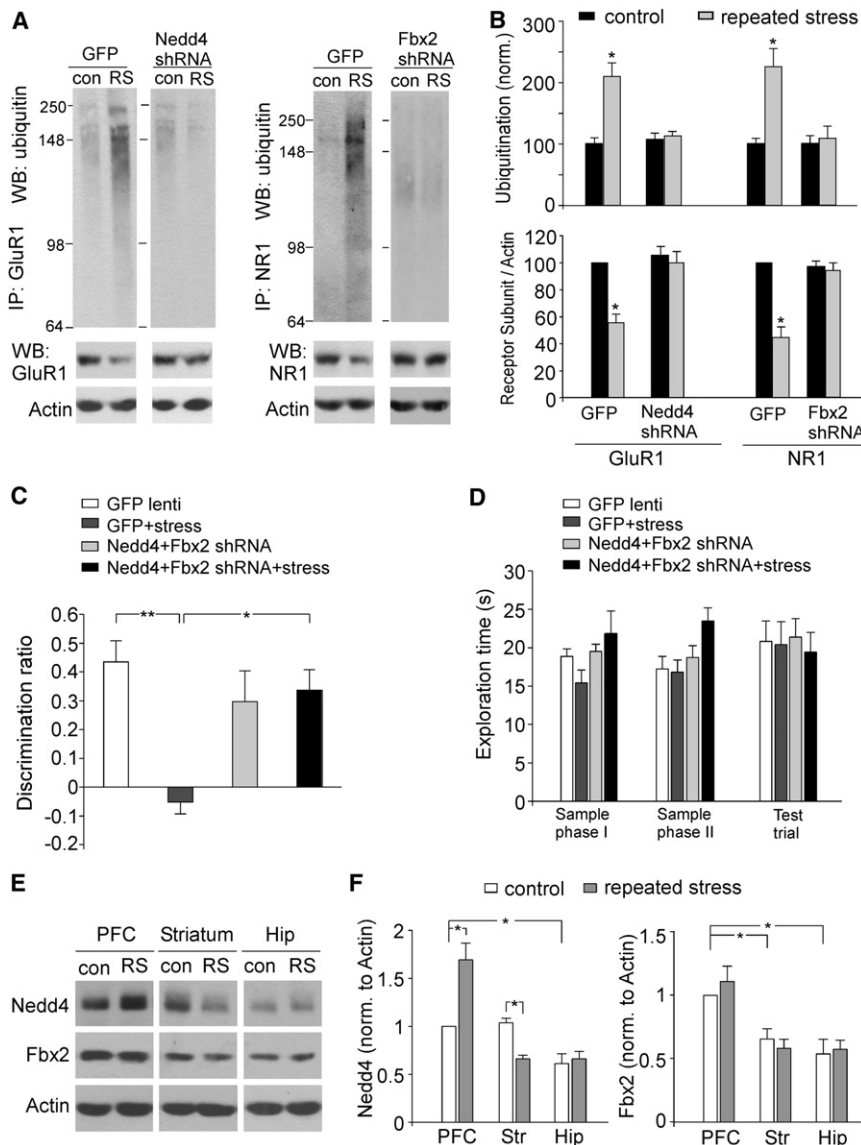 A
GFP
Nedd4
shRNA
con RS con RS
250
148
98
64
WB: ubiquitin
IP: GluR1
WB:
GluR1
Actin
GFP
Fbx2
shRNA
con RS con RS
250
148
98
64
WB: ubiquitin
IP: NR1
WB:
NR1
Actin
B
control
repeated stress
Ubiquitination (norm.)
300
200
100
0
* *
Receptor Subunit / Actin
120
100
80
60
40
20
0
* *
GFP
Nedd4
shRNA
GFP
Fbx2
shRNA
GluR1
NR1
C
GFP lenti
GFP+stress
Nedd4+Fbx2 shRNA
Nedd4+Fbx2 shRNA+stress
** *
Discrimination ratio
0.6
0.5
0.4
0.3
0.2
0.1
0
-0.1
-0.2
D
GFP lenti
GFP+stress
Nedd4+Fbx2 shRNA
Nedd4+Fbx2 shRNA+stress
Exploration time (s)
30
25
20
15
10
5
0
Sample
phase I
Sample
phase II
Test
trial
E
PFC Striatum Hip
con RS con RS con RS
Nedd4
Fbx2
Actin
F
control
repeated stress
Nedd4 (norm. to Actin)
2
1.5
1
0.5
0
*
*
*
PFC Str Hip
Fbx2 (norm. to Actin)
1.5
1
0.5
0
*
*
PFC Str Hip